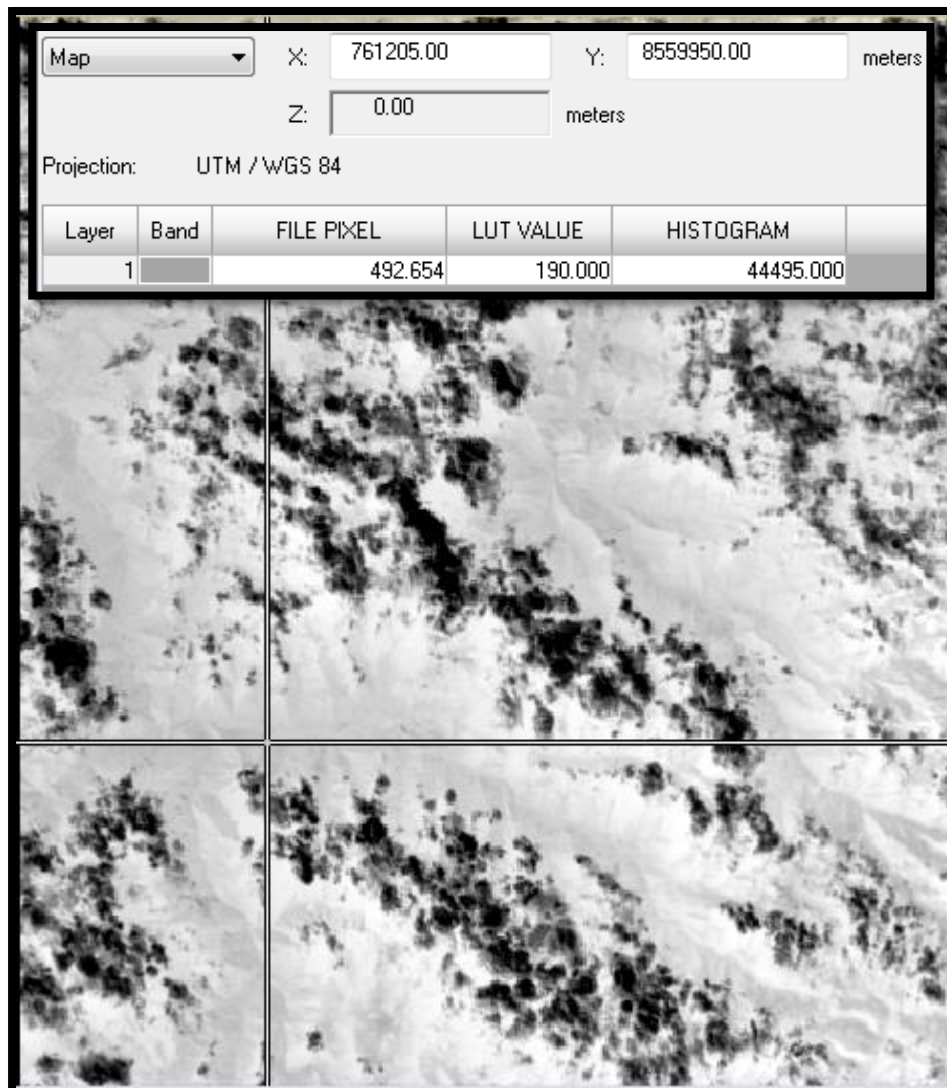 Map X: 761205.00 Y: 8559950.00 meters
Z: 0.00 meters
Projection: UTM / WGS 84
Layer Band FILE PIXEL LUT VALUE HISTOGRAM
1 492.654 190.000 44495.000